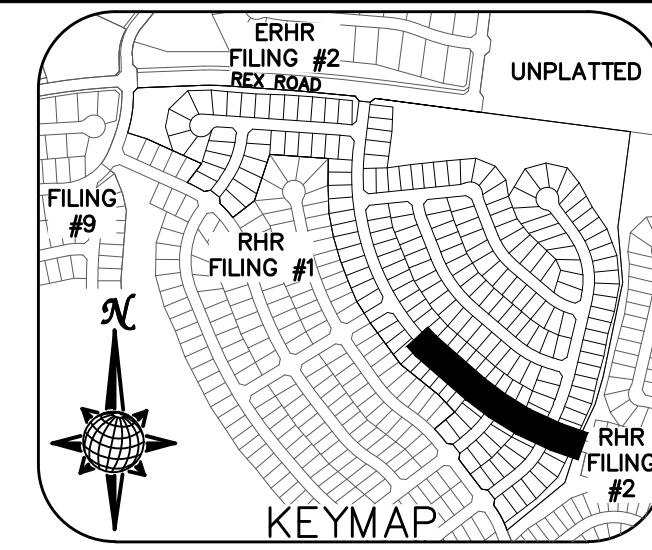 ERHR
FILING #2
REX ROAD
UNPLATTED
FILING
#9
RHR
FILING #1
N
RHR
FILING
#2
KEYMAP